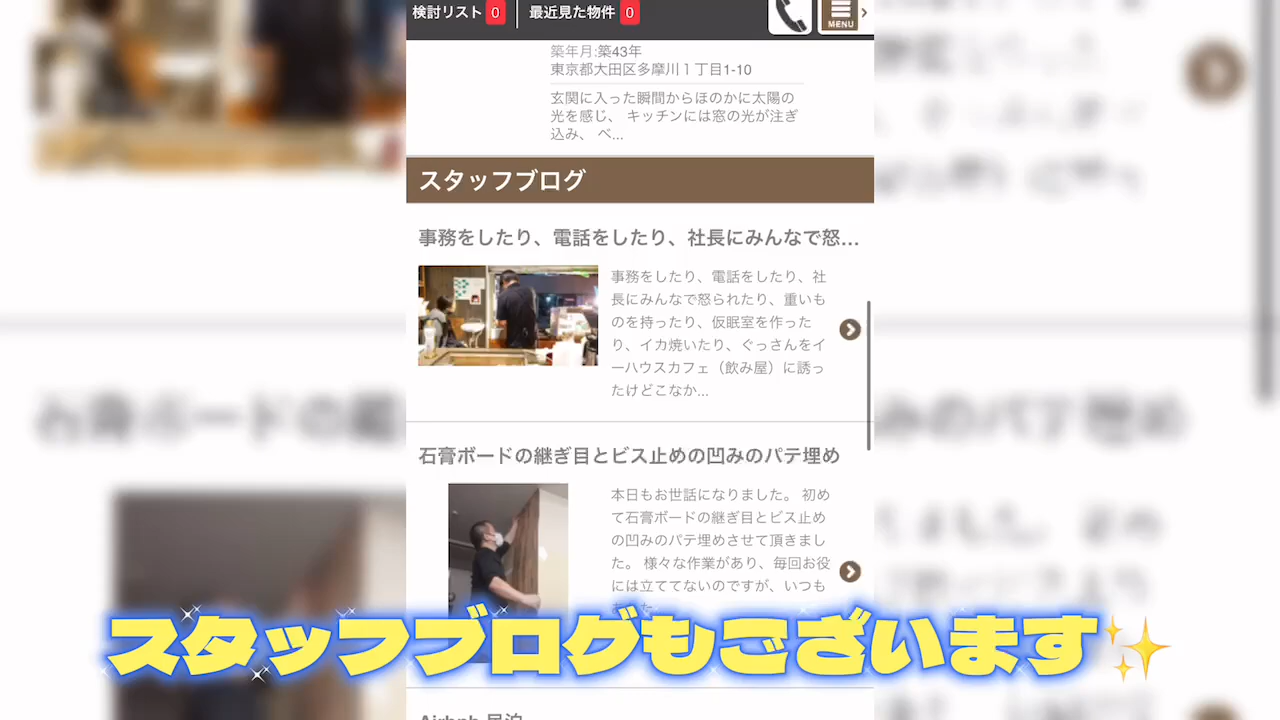 検討リスト 0 最近見た物件 0 MENU
築年月:築43年
東京都大田区多摩川1丁目1-10
玄関に入った瞬間からほのかに太陽の
光を感じ、 キッチンには窓の光が注ぎ
込み、 ベ...
スタッフブログ
事務をしたり、電話をしたり、社長にみんなで怒...
事務をしたり、電話をしたり、社
長にみんなで怒られたり、重いも
のを持ったり、仮眠室を作った
り、イカ焼いたり、ぐっさんをイ
ーハウスカフェ（飲み屋）に誘っ
たけどこなか...
石膏ボードの継ぎ目とビス止めの凹みのパテ埋め
本日もお世話になりました。 初め
て石膏ボードの継ぎ目とビス止め
の凹みのパテ埋めさせて頂きまし
た。 様々な作業があり、毎回お役
には立ててないのですが、いつも
スタッフブログもございます✨